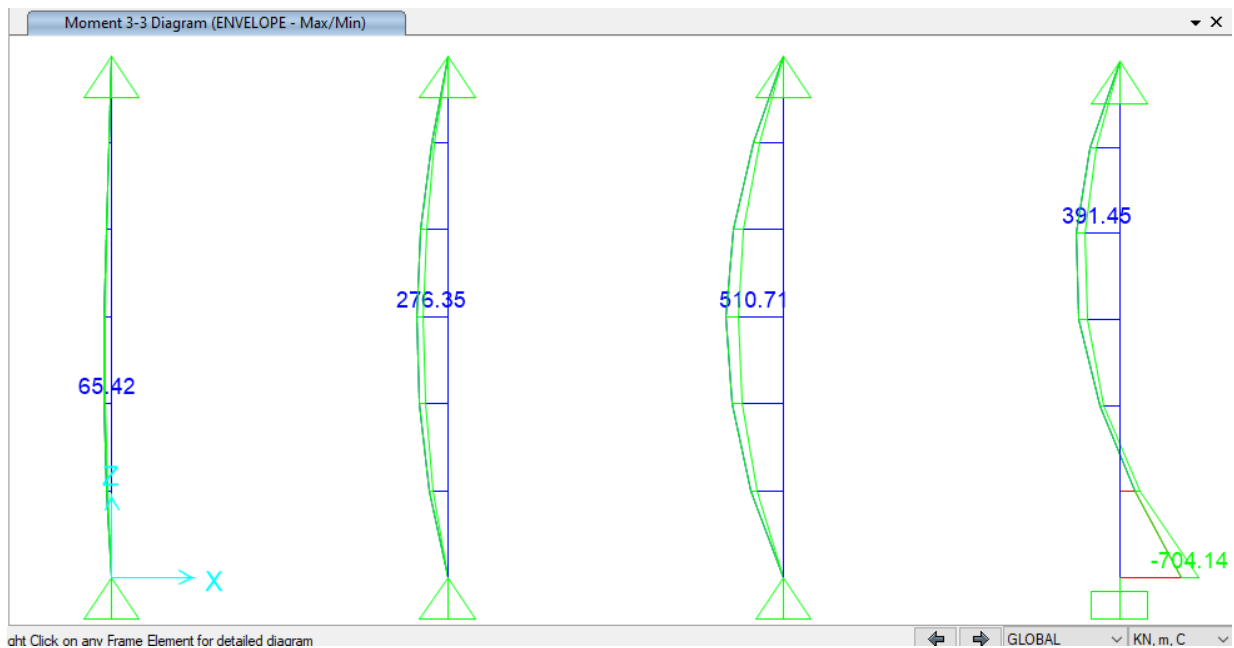 Moment 3-3 Diagram (ENVELOPE - Max/Min)
391.45
276.35
510.71
65.42
Z
X
-704.14
ght Click on any Frame Element for detailed diagram
GLOBAL
KN, m, C